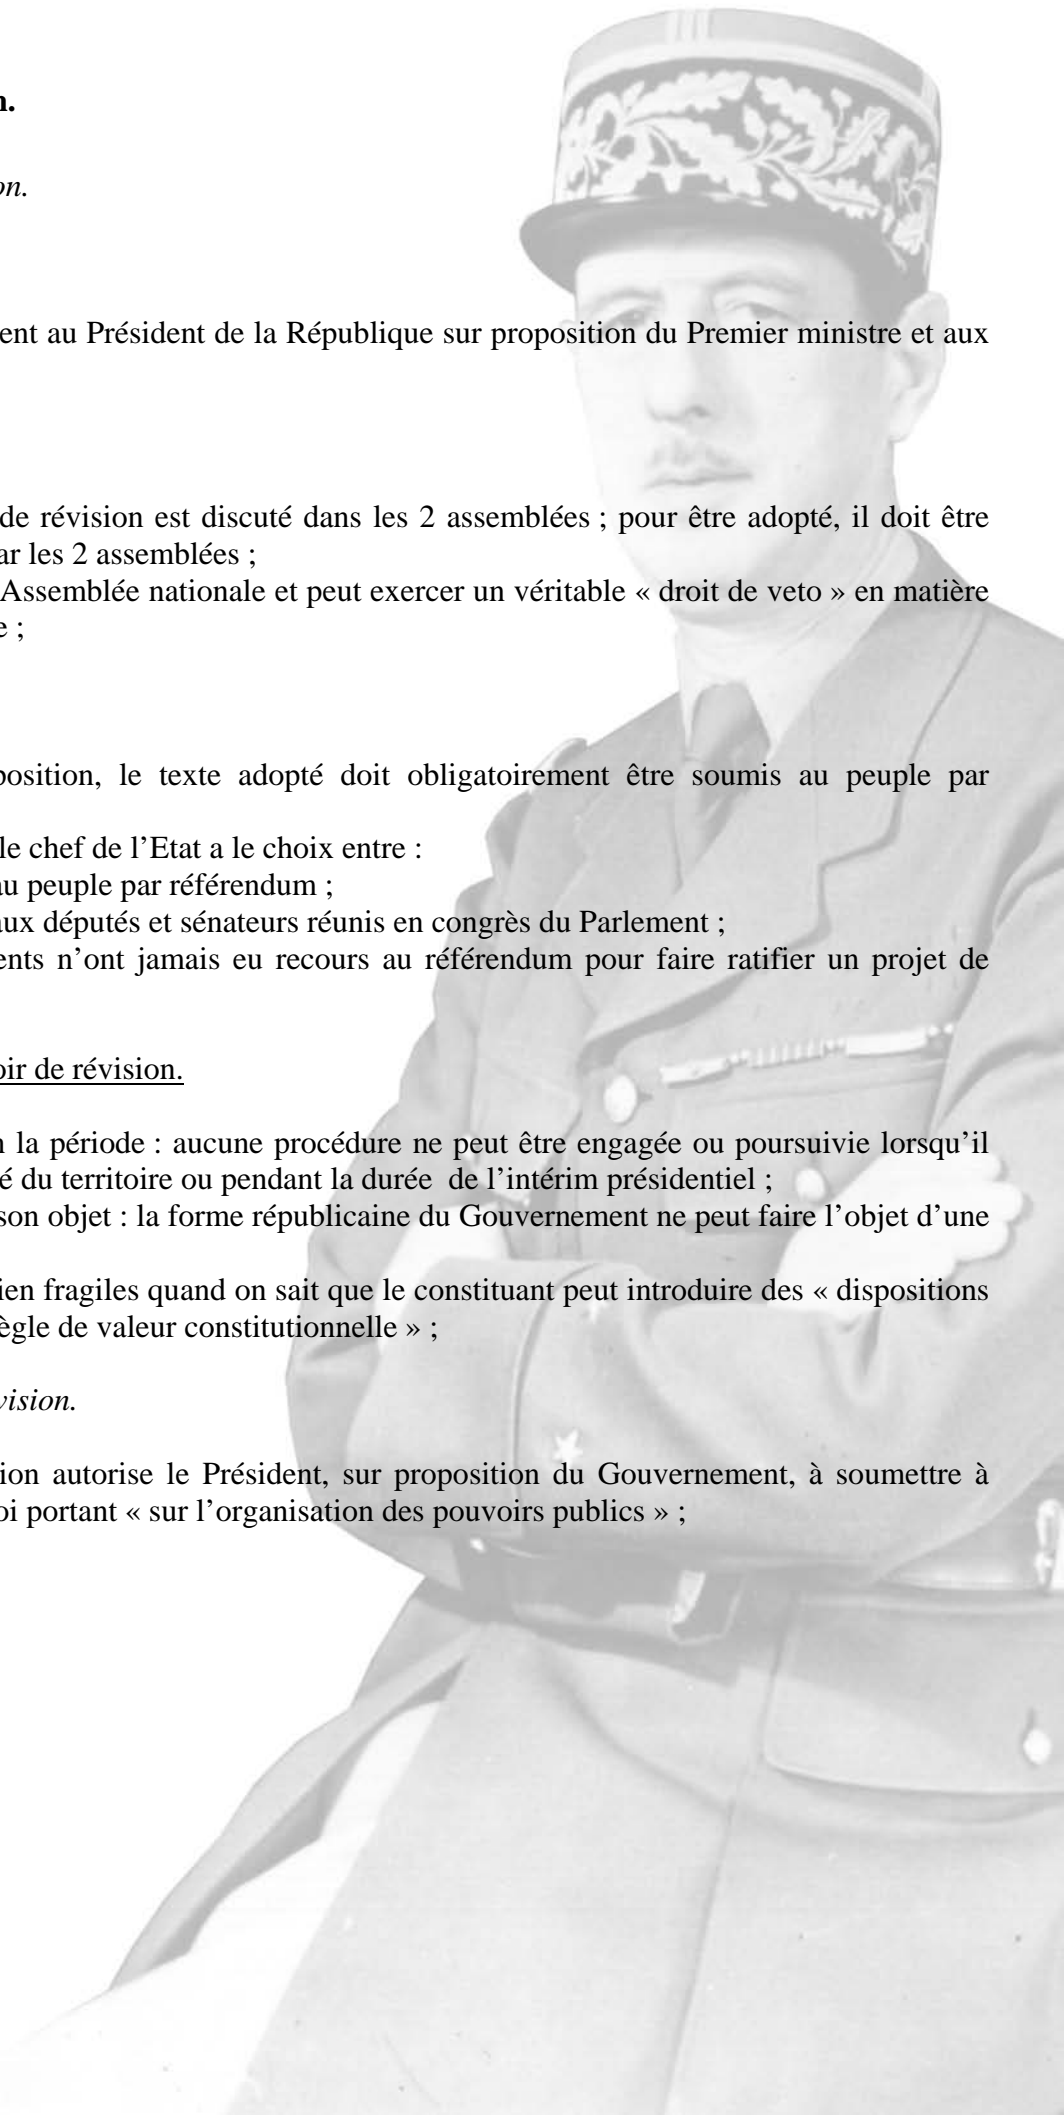 n.
on.
ent au Président de la République sur proposition du Premier ministre et aux
de révision est discuté dans les 2 assemblées ; pour être adopté, il doit être
ar les 2 assemblées ;
Assemblée nationale et peut exercer un véritable « droit de veto » en matière
e ;
position, le texte adopté doit obligatoirement être soumis au peuple par
le chef de l’Etat a le choix entre :
au peuple par référendum ;
aux députés et sénateurs réunis en congrès du Parlement ;
ents n’ont jamais eu recours au référendum pour faire ratifier un projet de
oir de révision.
n la période : aucune procédure ne peut être engagée ou poursuivie lorsqu’il
é du territoire ou pendant la durée de l’intérim présidentiel ;
son objet : la forme républicaine du Gouvernement ne peut faire l’objet d’une
ien fragiles quand on sait que le constituant peut introduire des « dispositions
ègle de valeur constitutionnelle » ;
vision.
ion autorise le Président, sur proposition du Gouvernement, à soumettre à
oi portant « sur l’organisation des pouvoirs publics » ;